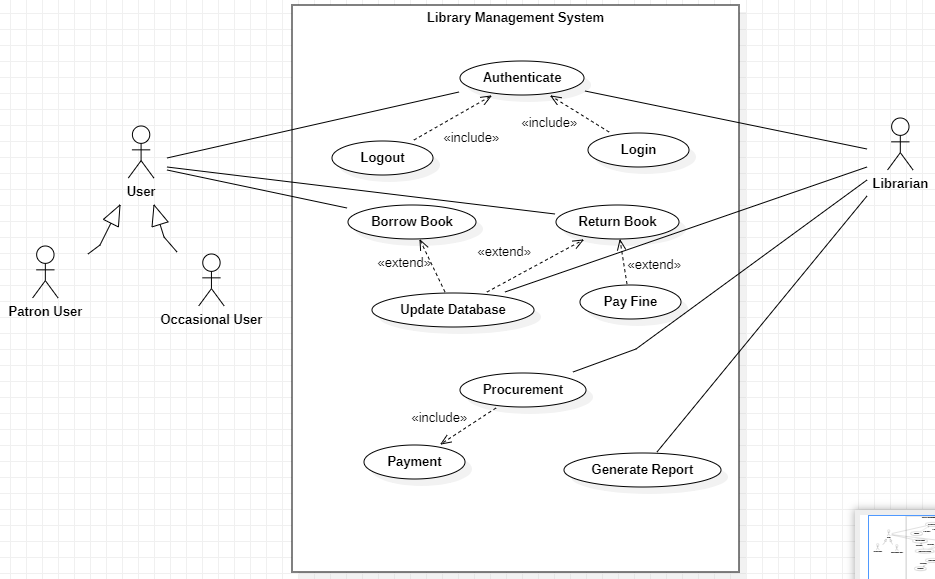 Library Management System
Authenticate
«include»
«include»
Logout
Login
User
Librarian
Borrow Book
Return Book
«extend»
«extend»
«extend»
Patron User
Occasional User
Update Database
Pay Fine
Procurement
«include»
Payment
Generate Report